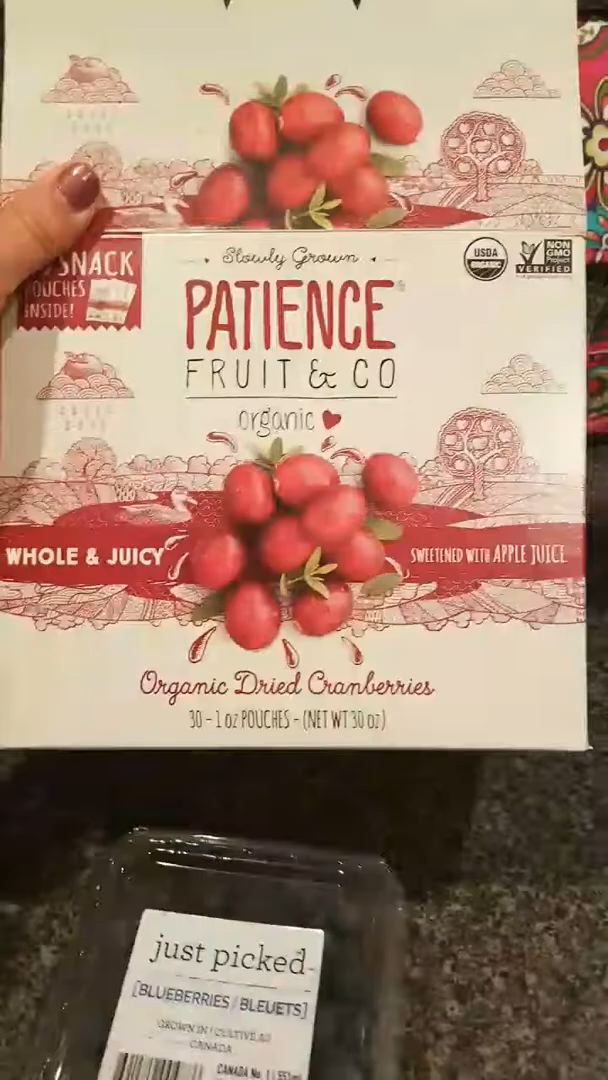 SNACK
POUCHES
INSIDE!
Slowly Grown
PATIENCE
FRUIT & CO
organic
USDA
ORGANIC
NON
GMO
Project
VERIFIED
WHOLE & JUICY
SWEETENED WITH APPLE JUICE
Organic Dried Cranberries
30 - 1 oz POUCHES - (NET WT 30 oz)
just picked
[BLUEBERRIES / BLEUETS]
GROWN IN / CULTIVÉ AU
CANADA
CANADA No. 1